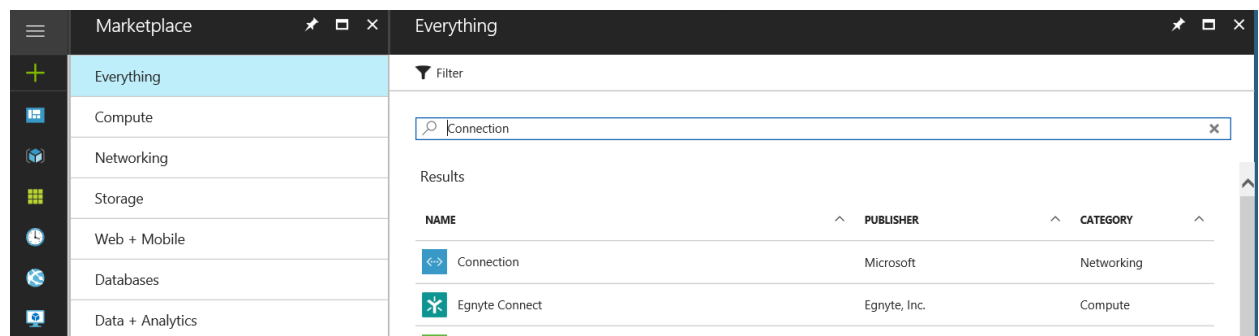 Marketplace
Everything
Everything
Compute
Networking
Storage
Web + Mobile
Databases
Data + Analytics
Filter
Connection
Results
NAME PUBLISHER CATEGORY
Connection Microsoft Networking
Egnyte Connect Egnyte, Inc. Compute